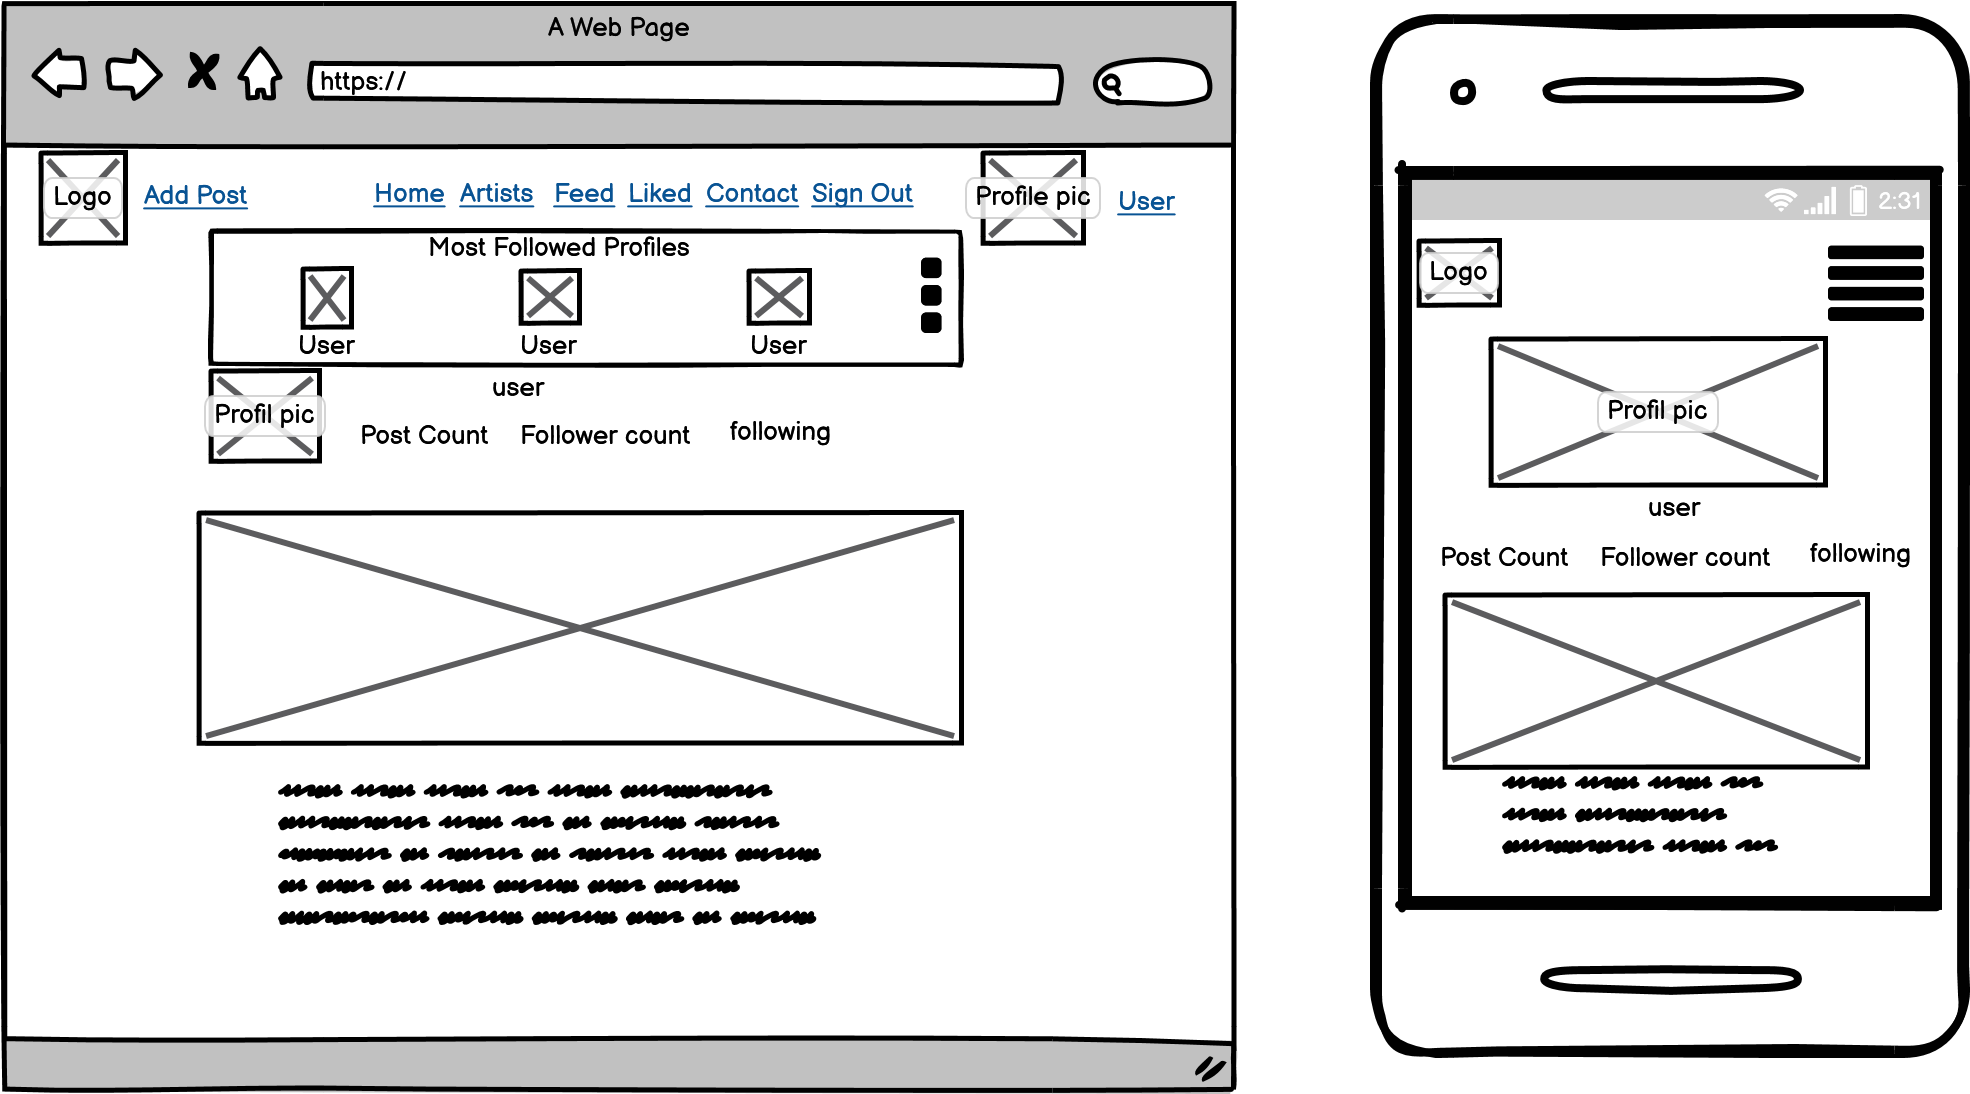 A Web Page
https://
Logo
Add Post
Home Artists Feed Liked Contact Sign Out
Profile pic
User
Most Followed Profiles
User User User
user
Profil pic
Post Count Follower count following
2:31
Logo
Profil pic
user
Post Count Follower count following